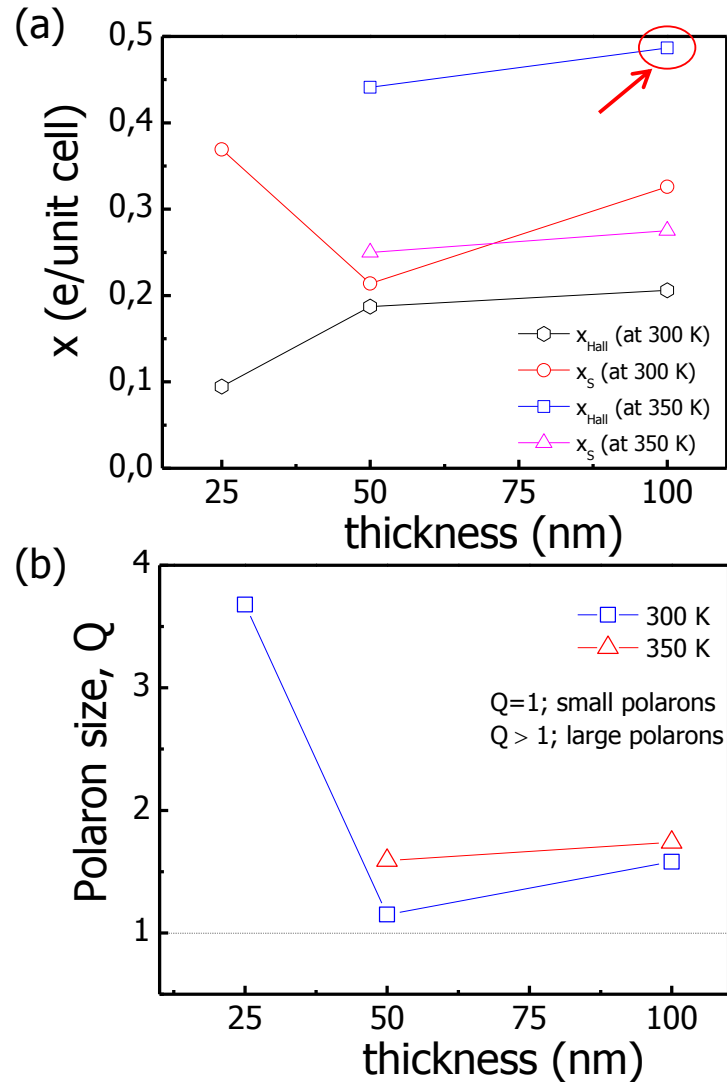 (a)
0,5
0,4
0,3
0,2
0,1
0,0
x (e/unit cell)
x_Hall (at 300 K)
x_S (at 300 K)
x_Hall (at 350 K)
x_S (at 350 K)
25 50 75 100
thickness (nm)
(b)
4
3
2
1
Polaron size, Q
300 K
350 K
Q=1; small polarons
Q > 1; large polarons
25 50 75 100
thickness (nm)